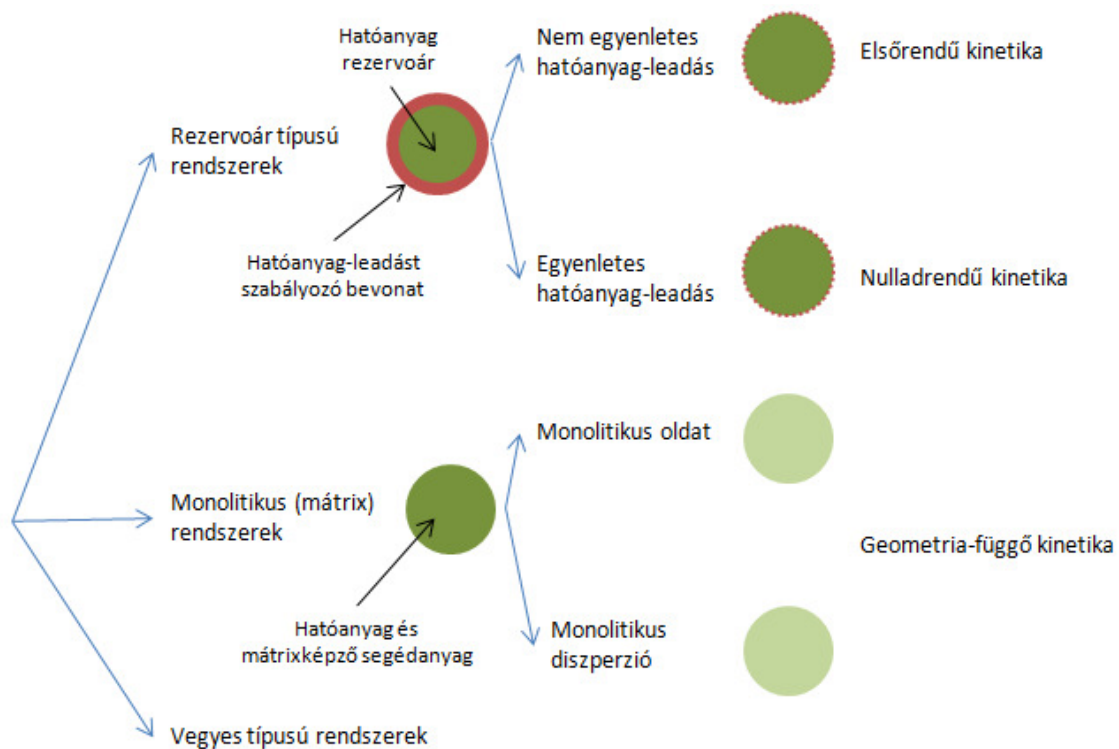 Hatóanyag
rezervoár
Nem egyenletes
hatóanyag-leadás
Elsőrendű kinetika
Rezervoár típusú
rendszerek
Hatóanyag-leadást
szabályozó bevonat
Egyenletes
hatóanyag-leadás
Nulladrendű kinetika
Monolitikus oldat
Monolitikus (mátrix)
rendszerek
Geometria-függő kinetika
Hatóanyag és
mátrixképző segédanyag
Monolitikus
diszperzió
Vegyes típusú rendszerek